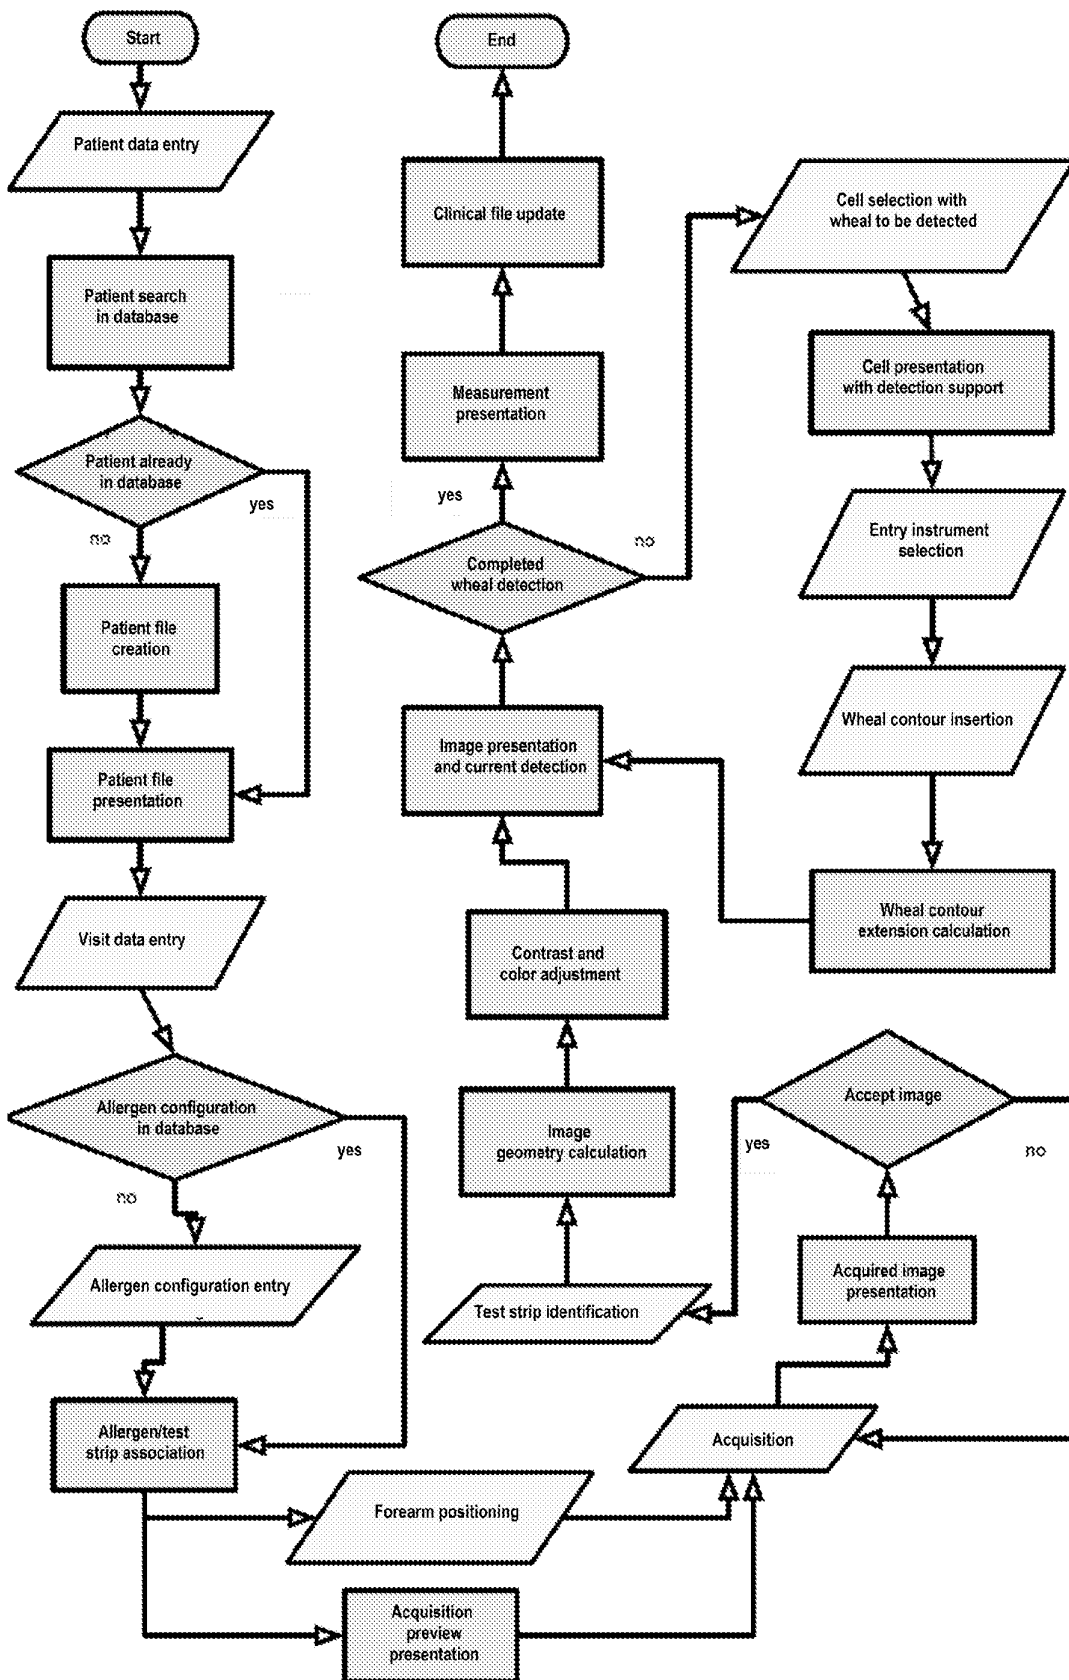 Start
Patient data entry
Patient search
in database
Patient already
in database
yes
no
Patient file
creation
Patient file
presentation
Visit data entry
Allergen configuration
in database
yes
no
Allergen configuration entry
Allergen/test
strip association
Forearm positioning
Acquisition
preview
presentation
Acquisition
Acquired image
presentation
Accept image
yes
no
Test strip identification
Image
geometry calculation
Contrast and
color adjustment
Image presentation
and current detection
Completed
wheal detection
yes
no
Measurement
presentation
Clinical file update
End
Cell selection with
wheal to be detected
Cell presentation
with detection support
Entry instrument
selection
Wheal contour insertion
Wheal contour
extension calculation